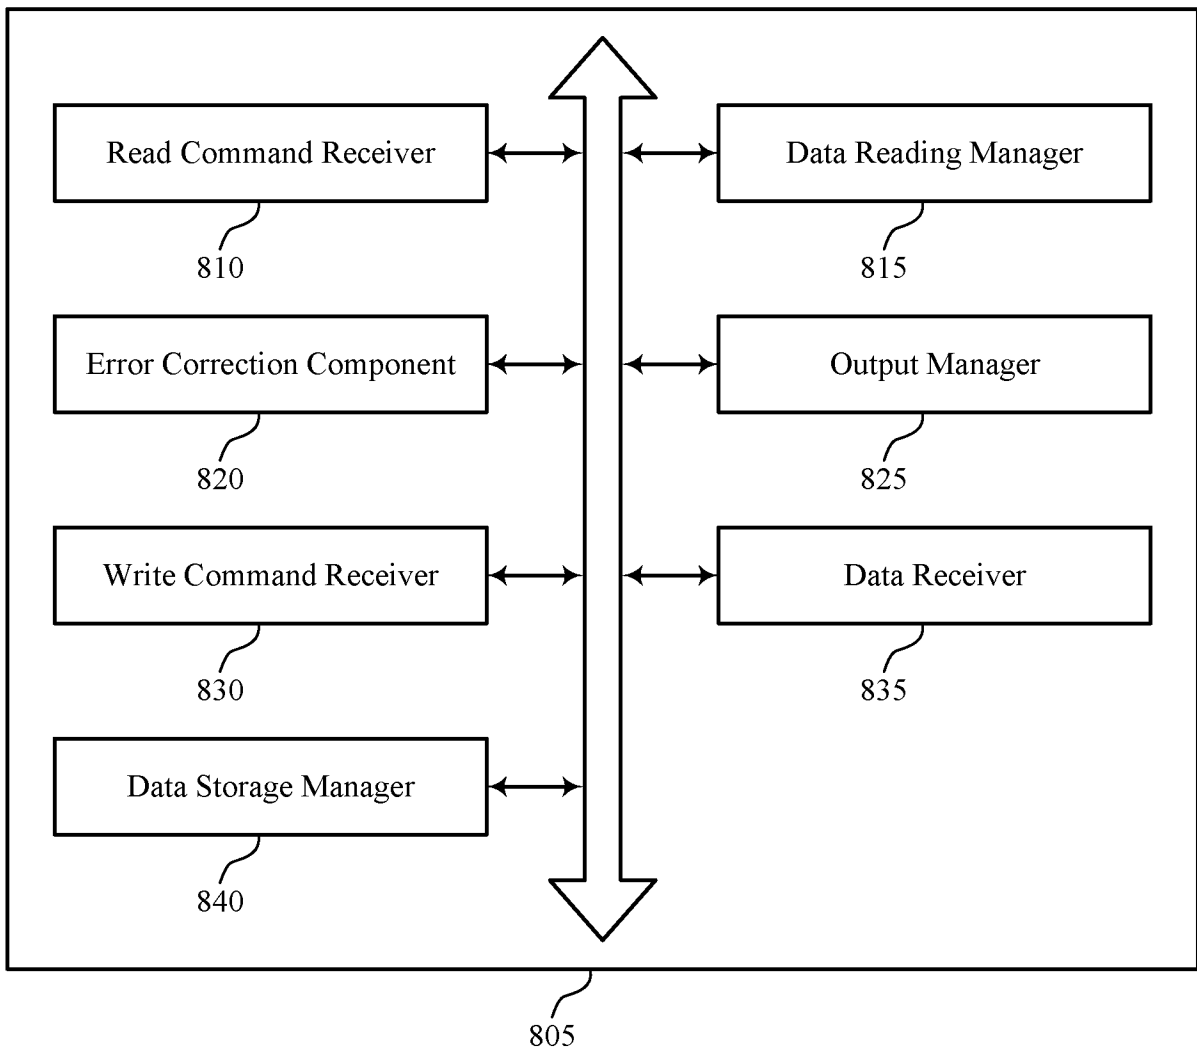 Read Command Receiver
810
Data Reading Manager
815
Error Correction Component
820
Output Manager
825
Write Command Receiver
830
Data Receiver
835
Data Storage Manager
840
805